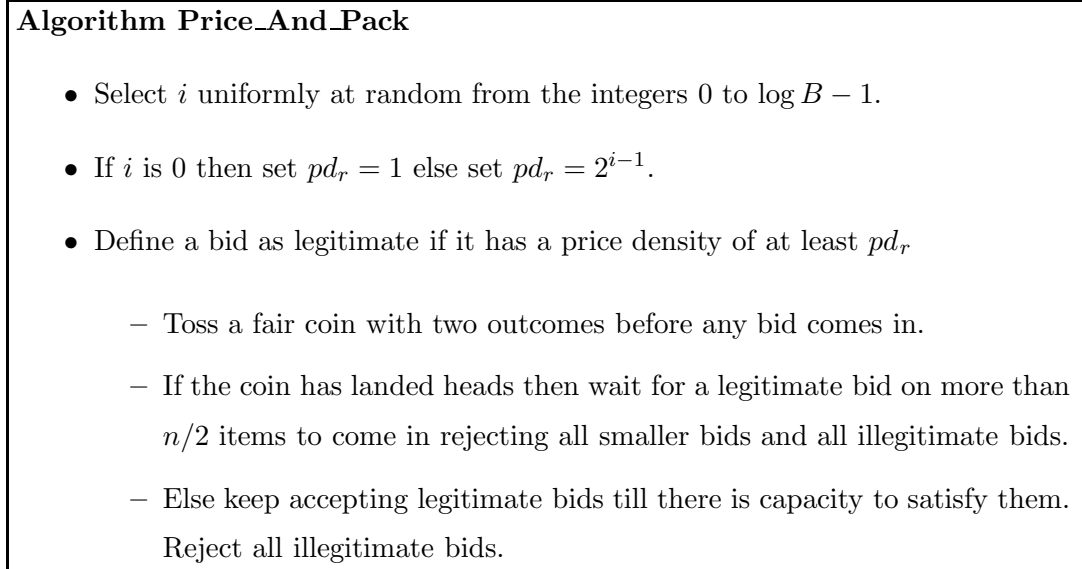 Algorithm Price_And_Pack
• Select i uniformly at random from the integers 0 to log B − 1.
• If i is 0 then set pd_r = 1 else set pd_r = 2^{i−1}.
• Define a bid as legitimate if it has a price density of at least pd_r
– Toss a fair coin with two outcomes before any bid comes in.
– If the coin has landed heads then wait for a legitimate bid on more than
n/2 items to come in rejecting all smaller bids and all illegitimate bids.
– Else keep accepting legitimate bids till there is capacity to satisfy them.
Reject all illegitimate bids.